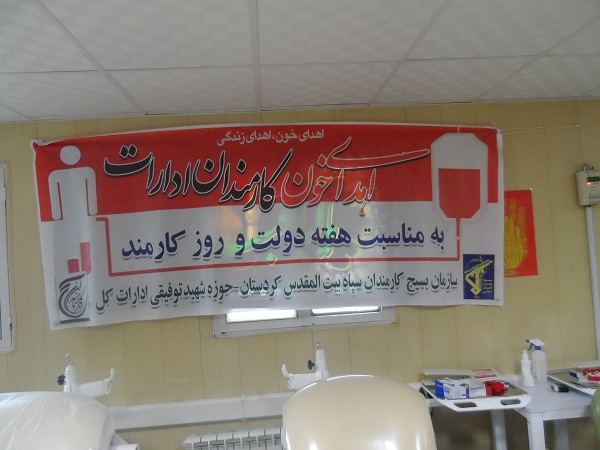 اهدای خون، اهدای زندگی
اهدای خون کارمندان ادارات
به مناسبت هفته دولت و روز کارمند
سازمان بسیج کارمندان سپاه بیت المقدس کردستان-حوزه شهید توفیقی ادارات کل